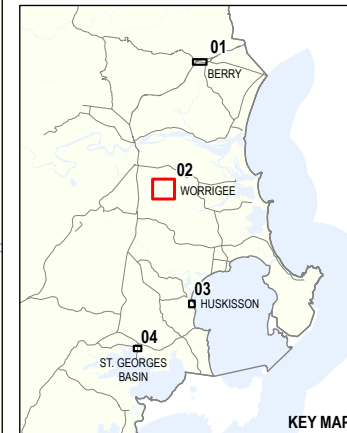 01
BERRY
02
WORRIGEE
03
HUSKISSON
04
ST. GEORGES
BASIN
KEY MAP